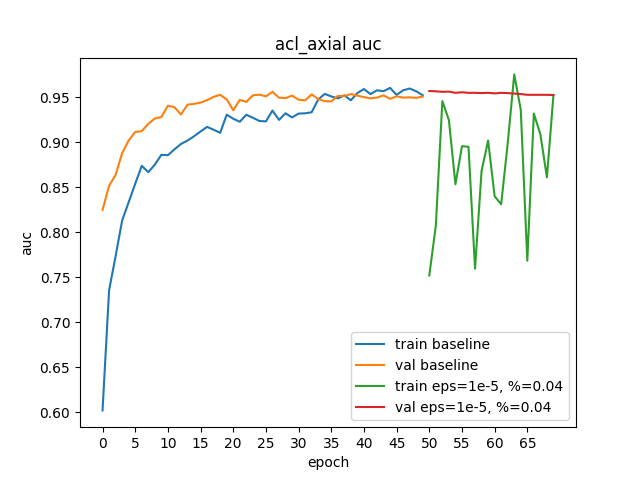 acl_axial auc
auc
0.95
0.90
0.85
0.80
0.75
0.70
0.65
0.60
train baseline
val baseline
train eps=1e-5, %=0.04
val eps=1e-5, %=0.04
0 5 10 15 20 25 30 35 40 45 50 55 60 65
epoch